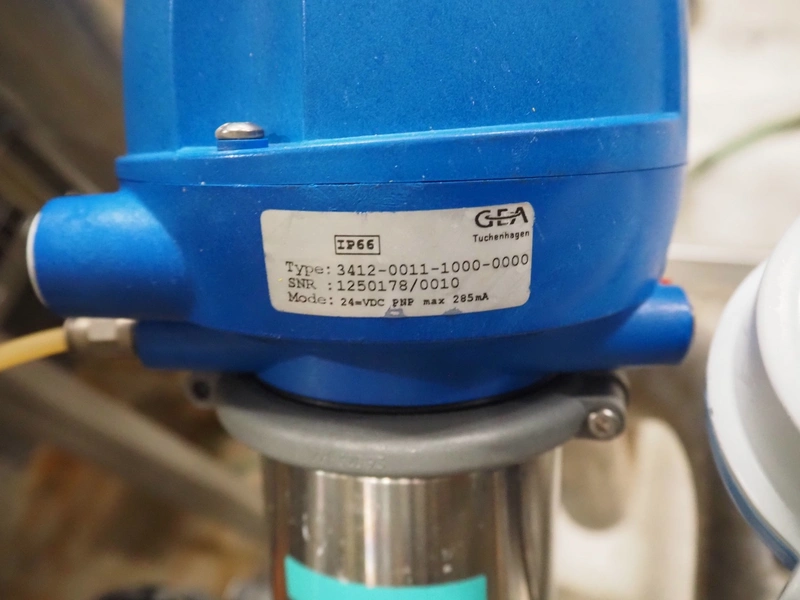 GEA
Tuchenhagen
IP66
Type: 3412-0011-1000-0000
SNR : 1250178/0010
Mode: 24=VDC PNP max 285mA